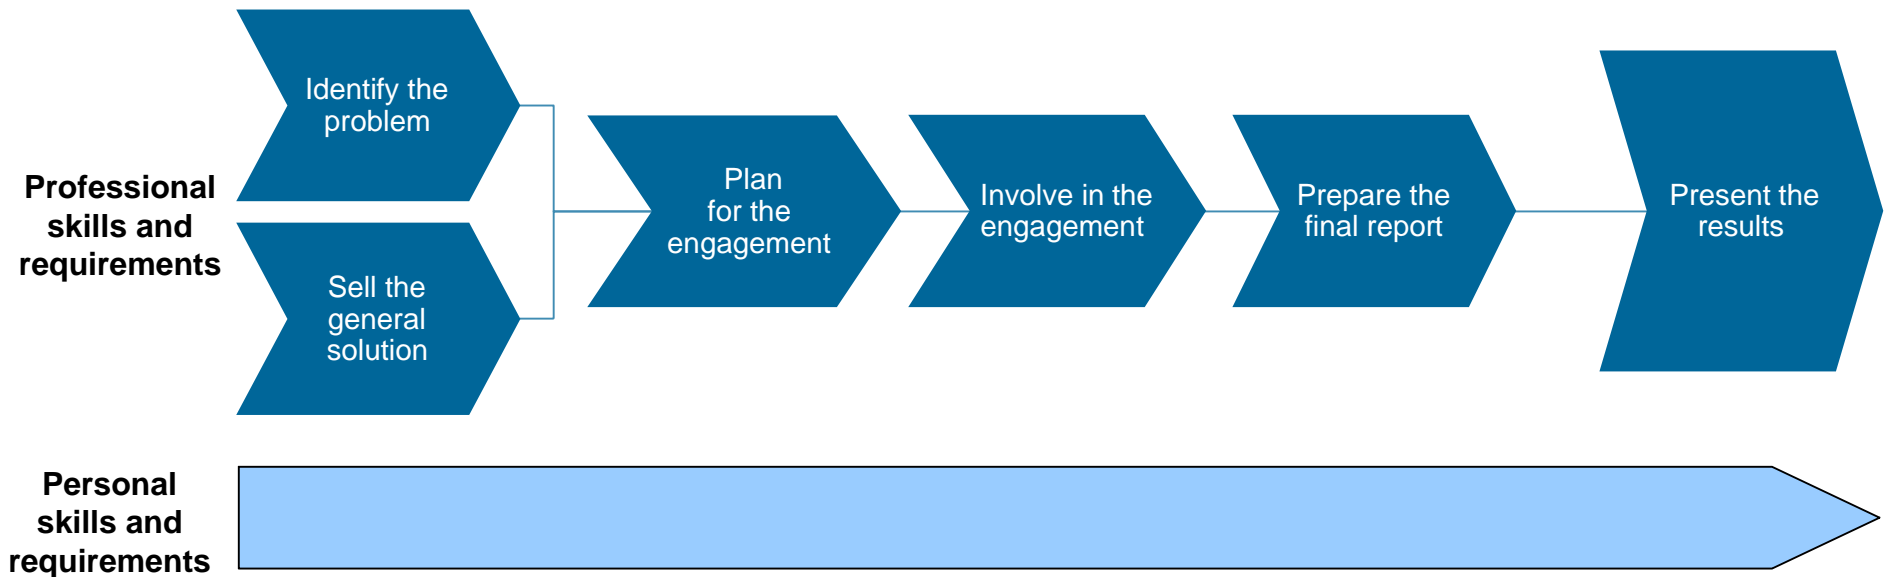 Professional
skills and
requirements
Identify the
problem
Sell the
general
solution
Plan
for the
engagement
Involve in the
engagement
Prepare the
final report
Present the
results
Personal
skills and
requirements